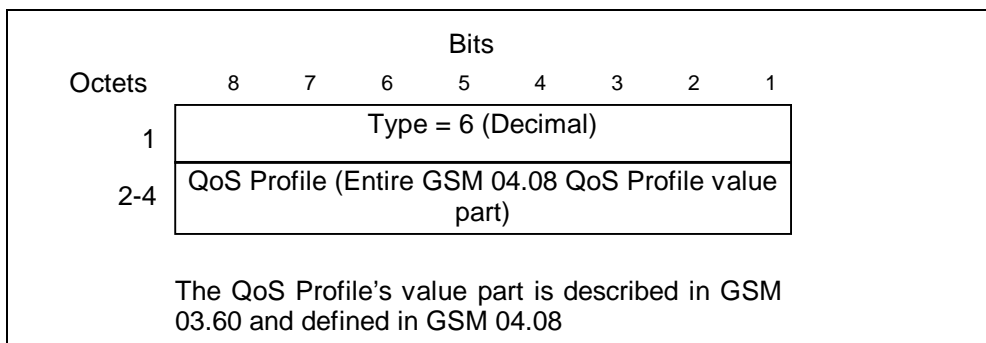 Bits
Octets 8 7 6 5 4 3 2 1
1 Type = 6 (Decimal)
2-4 QoS Profile (Entire GSM 04.08 QoS Profile value
part)
The QoS Profile's value part is described in GSM
03.60 and defined in GSM 04.08